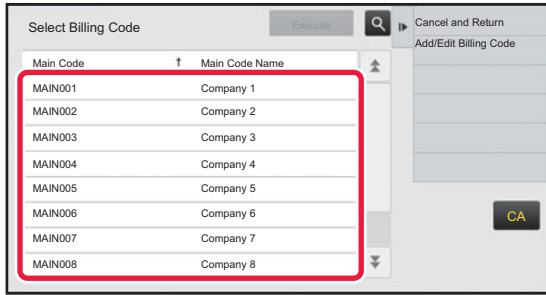 Select Billing Code
Execute
Cancel and Return
Add/Edit Billing Code
Main Code ↑ Main Code Name
MAIN001 Company 1
MAIN002 Company 2
MAIN003 Company 3
MAIN004 Company 4
MAIN005 Company 5
MAIN006 Company 6
MAIN007 Company 7
MAIN008 Company 8
CA